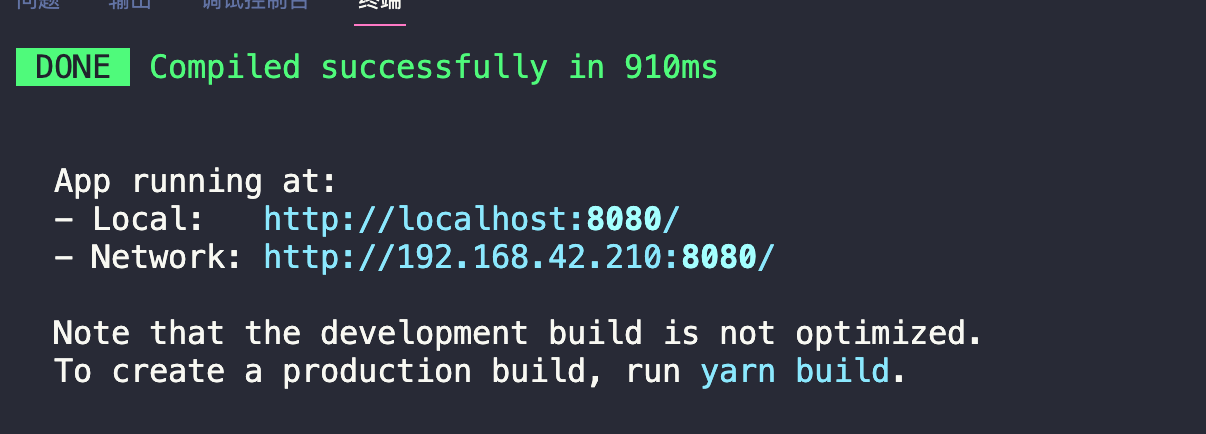 问题 输出 调试控制台 终端
DONE Compiled successfully in 910ms
App running at:
- Local: http://localhost:8080/
- Network: http://192.168.42.210:8080/
Note that the development build is not optimized.
To create a production build, run yarn build.